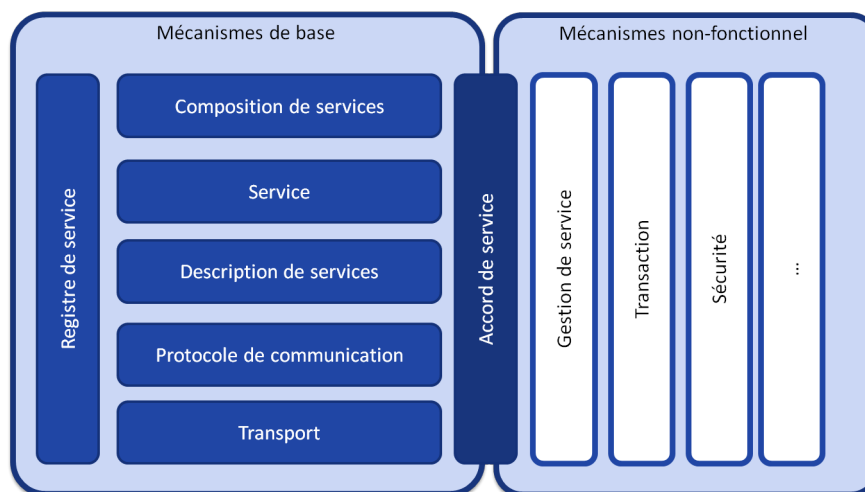 Mécanismes de base
Registre de service
Composition de services
Service
Description de services
Protocole de communication
Transport
Accord de service
Mécanismes non-fonctionnel
Gestion de service
Transaction
Sécurité
...